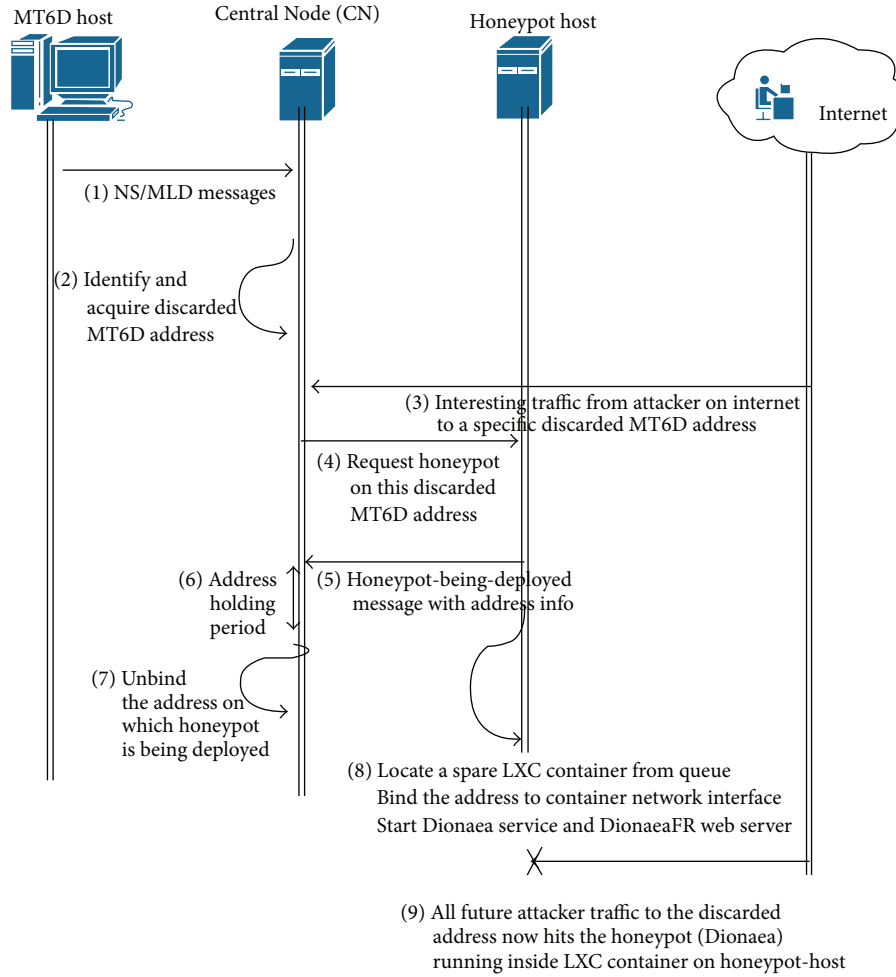 MT6D host
Central Node (CN)
Honeypot host
Internet
(1) NS/MLD messages
(2) Identify and
acquire discarded
MT6D address
(3) Interesting traffic from attacker on internet
to a specific discarded MT6D address
(4) Request honeypot
on this discarded
MT6D address
(5) Honeypot-being-deployed
message with address info
(6) Address
holding
period
(7) Unbind
the address on
which honeypot
is being deployed
(8) Locate a spare LXC container from queue
Bind the address to container network interface
Start Dionaea service and DionaeaFR web server
(9) All future attacker traffic to the discarded
address now hits the honeypot (Dionaea)
running inside LXC container on honeypot-host